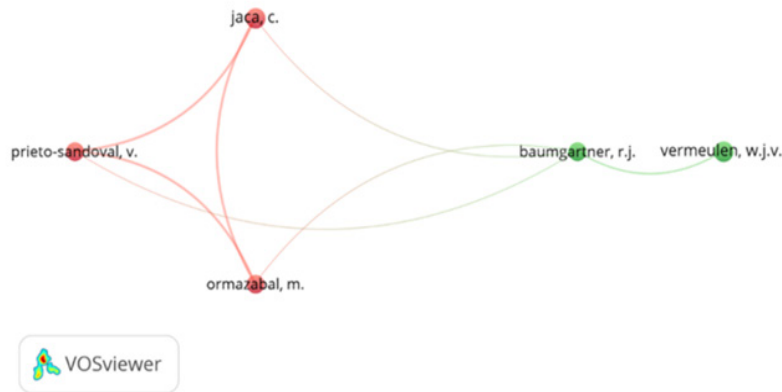 jaca, c.
prieto-sandoval, v.
baumgartner, r.j.
vermeulen, w.j.v.
ormazabal, m.
VOSviewer